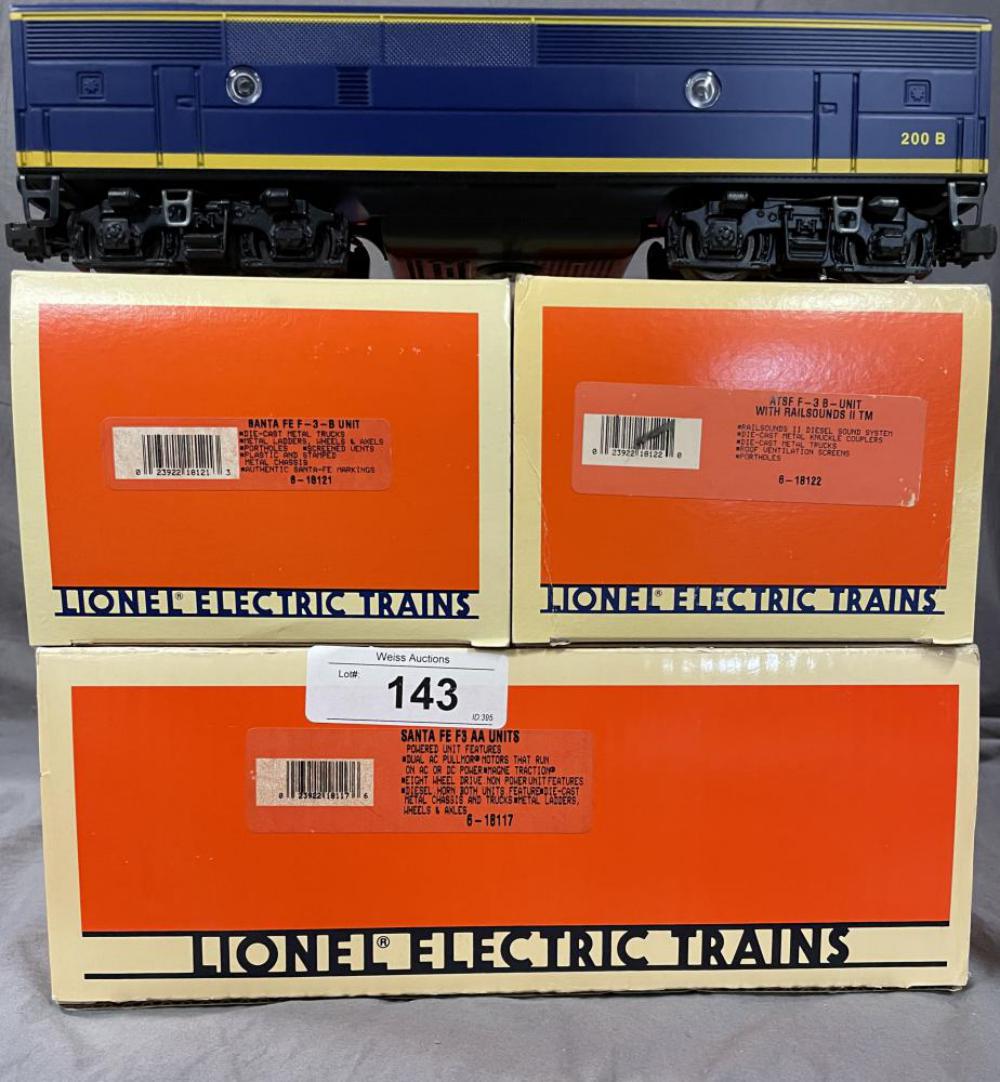 200 B
SANTA FE F-3-B UNIT
■DIE-CAST METAL TRUCKS
■METAL LADDERS, WHEELS & AXELS
■PORTHOLES ■SCREENED VENTS
■PLASTIC AND STAMPED
METAL CHASSIS
■AUTHENTIC SANTA-FE MARKINGS
6-18121
0 23922 18121 3
LIONEL® ELECTRIC TRAINS
ATSF F-3 B-UNIT
WITH RAILSOUNDS II TM
■RAILSOUNDS II DIESEL SOUND SYSTEM
■DIE-CAST METAL KNUCKLE COUPLERS
■DIE-CAST METAL TRUCKS
■ROOF VENTILATION SCREENS
■PORTHOLES
6-18122
0 23922 18122 0
LIONEL® ELECTRIC TRAINS
Weiss Auctions
Lot#:
143
ID:395
SANTA FE F3 AA UNITS
POWERED UNIT FEATURES
■DUAL AC PULLMOR® MOTORS THAT RUN
ON AC OR DC POWER■MAGNE TRACTION®
■EIGHT WHEEL DRIVE NON POWER UNIT FEATURES
■DIESEL HORN BOTH UNITS FEATURE■DIE-CAST
METAL CHASSIS AND TRUCKS■METAL LADDERS,
WHEELS & AXLES
6-18117
0 23922 18117 6
LIONEL® ELECTRIC TRAINS